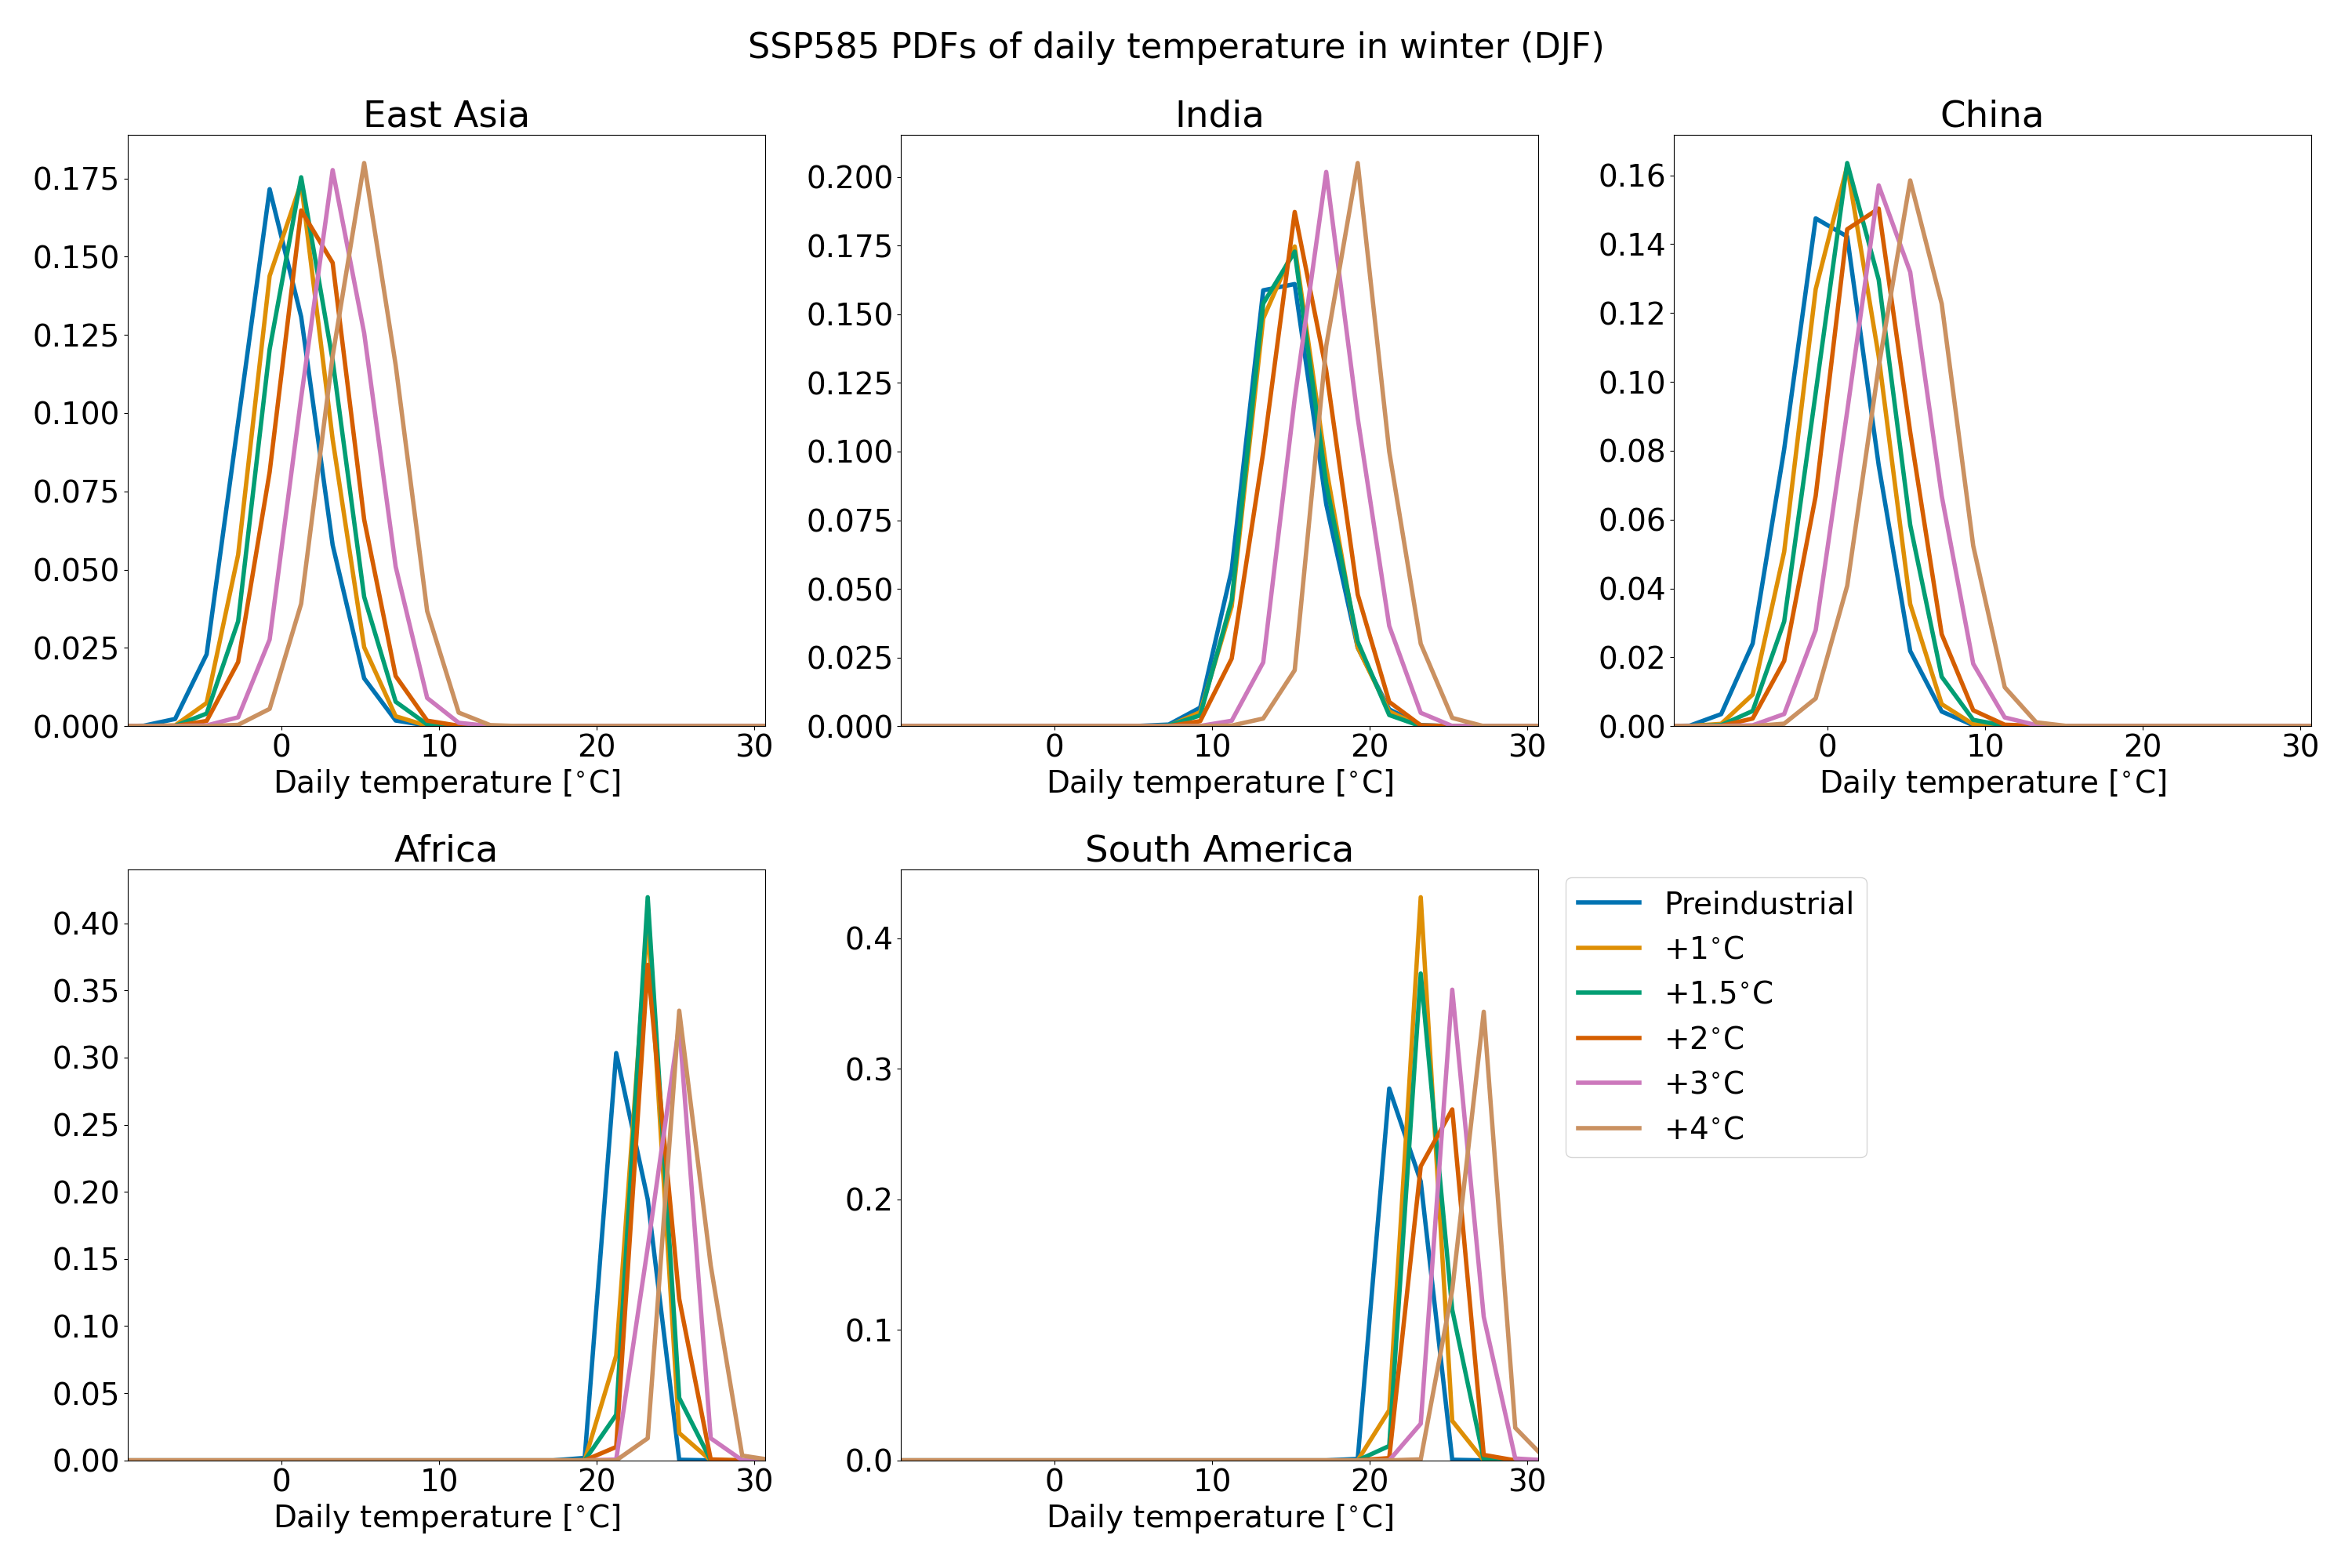 SSP585 PDFs of daily temperature in winter (DJF)
East Asia
0.175
0.150
0.125
0.100
0.075
0.050
0.025
0.000
0 10 20 30
Daily temperature [°C]
India
0.200
0.175
0.150
0.125
0.100
0.075
0.050
0.025
0.000
0 10 20 30
Daily temperature [°C]
China
0.16
0.14
0.12
0.10
0.08
0.06
0.04
0.02
0.00
0 10 20 30
Daily temperature [°C]
Africa
0.40
0.35
0.30
0.25
0.20
0.15
0.10
0.05
0.00
0 10 20 30
Daily temperature [°C]
South America
0.4
0.3
0.2
0.1
0.0
0 10 20 30
Daily temperature [°C]
Preindustrial
+1°C
+1.5°C
+2°C
+3°C
+4°C